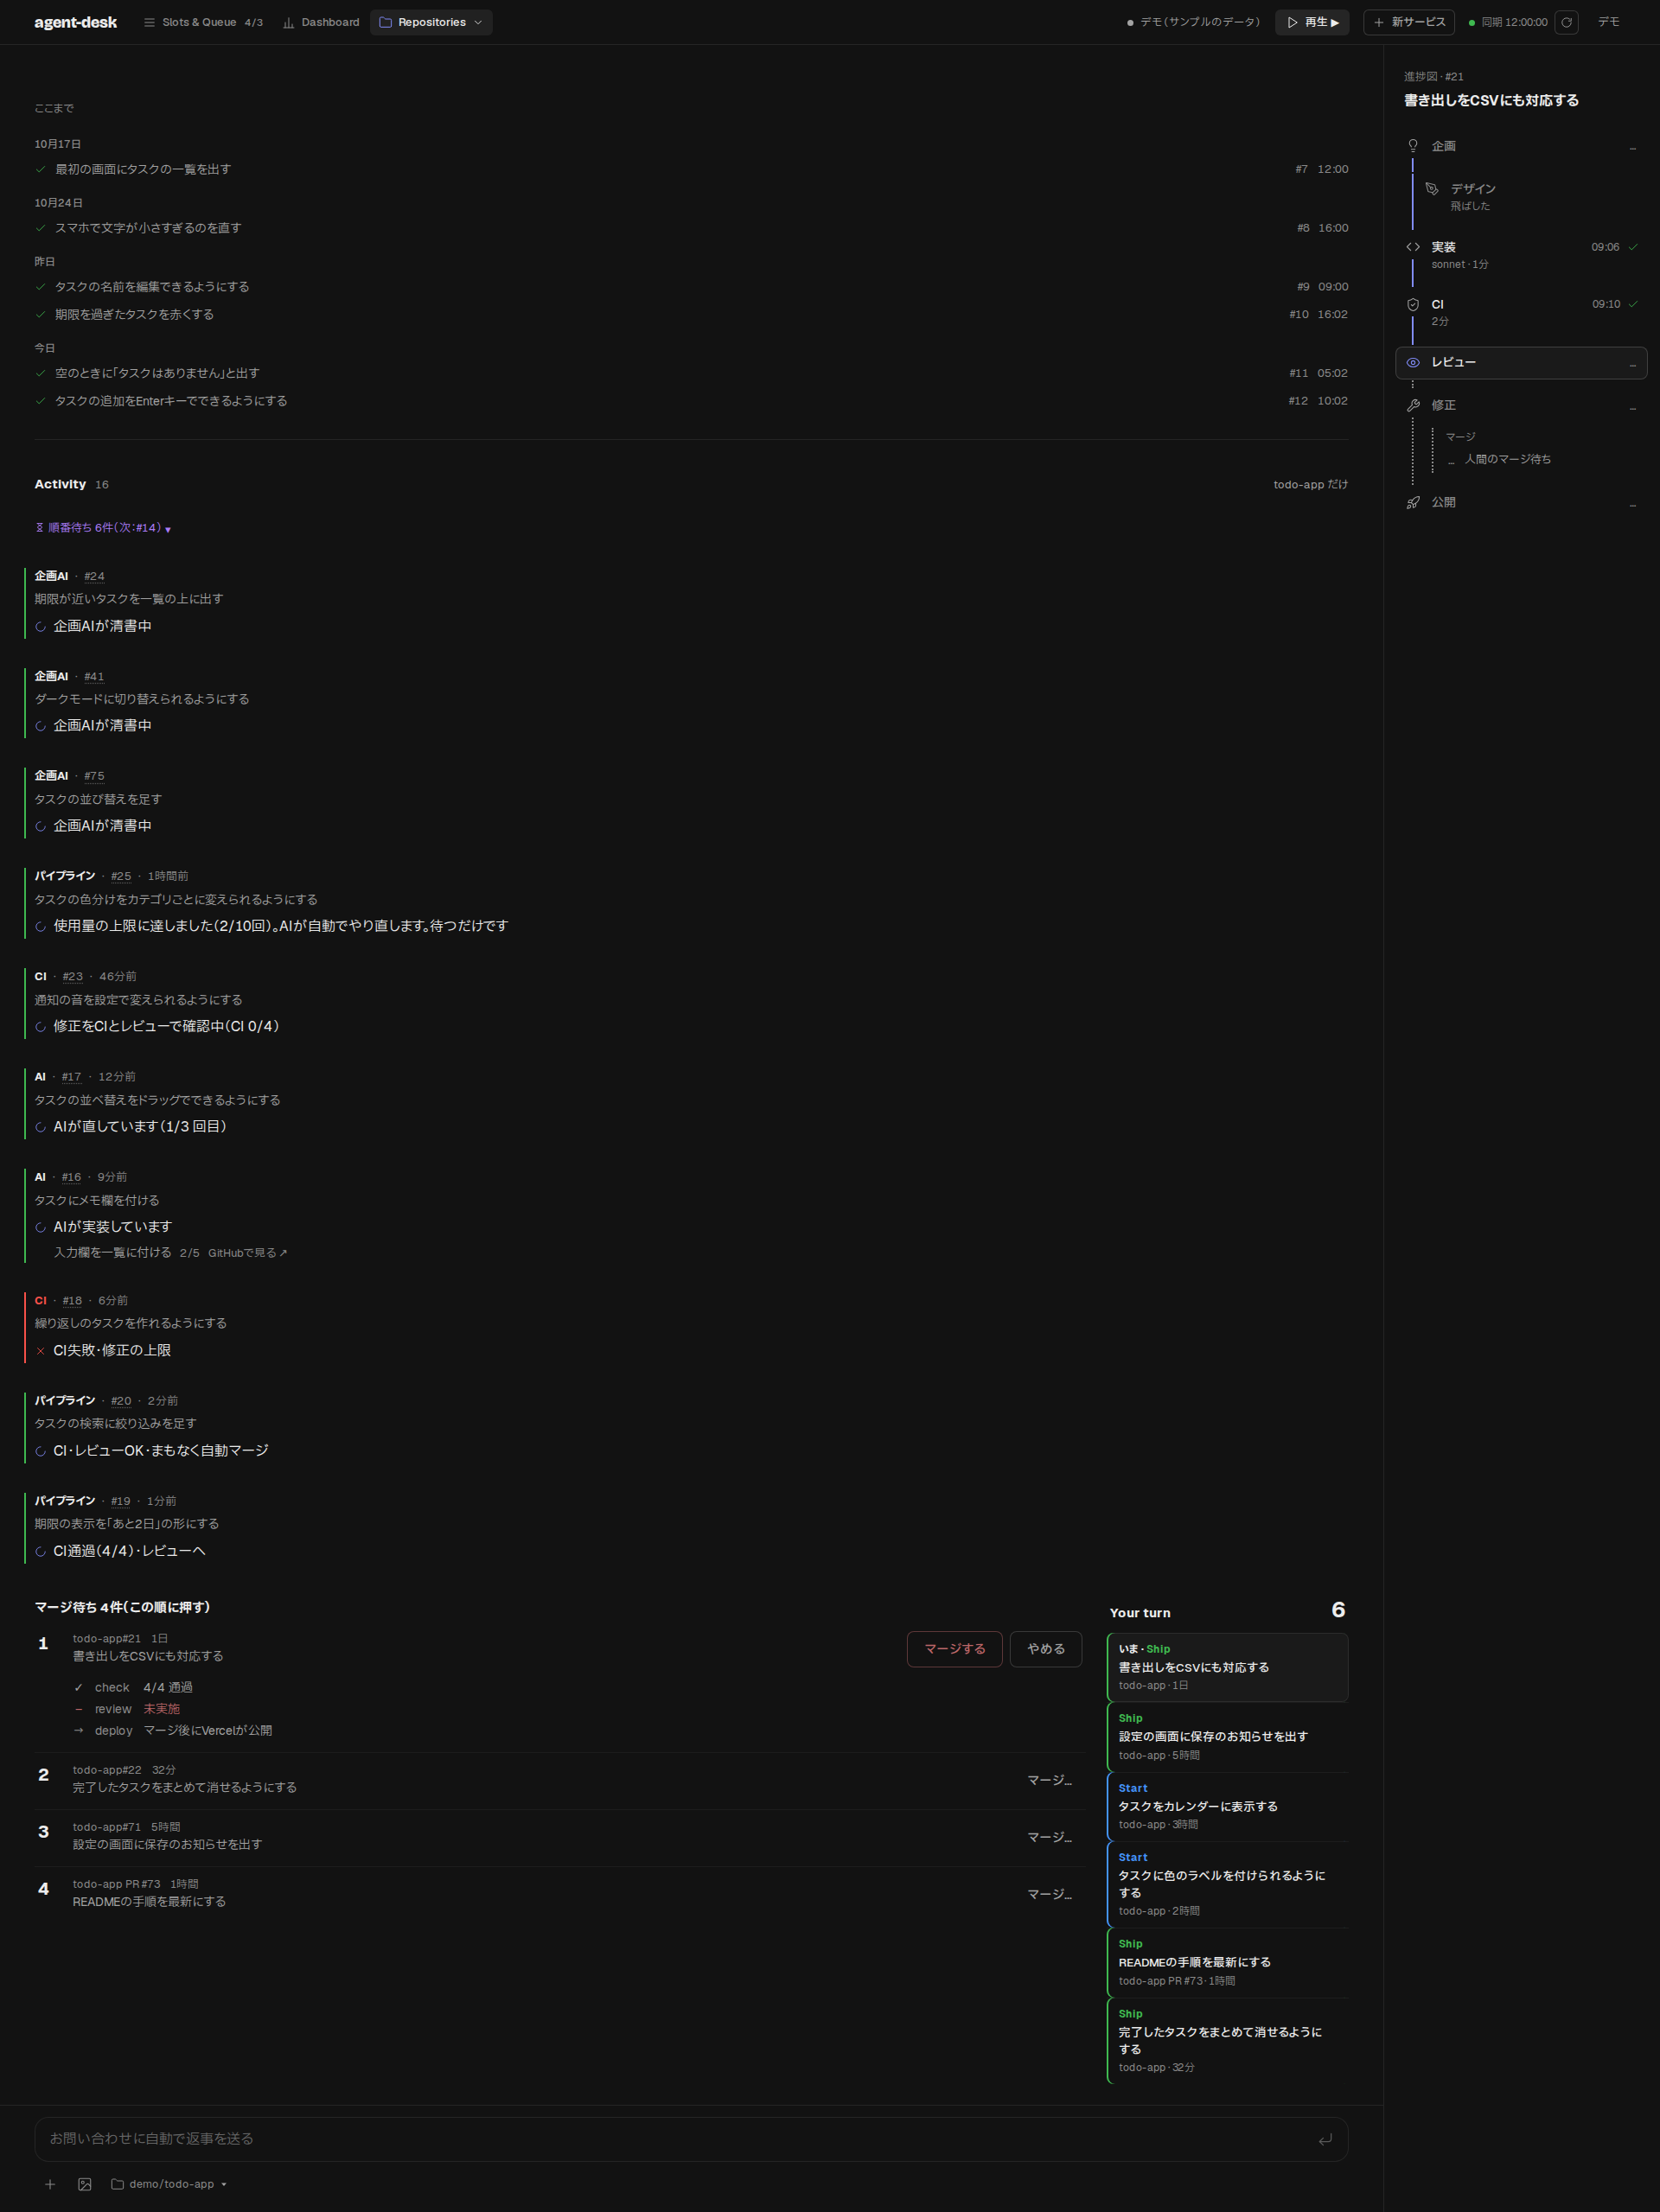 agent-desk
Slots & Queue 4/3
Dashboard
Repositories
デモ(サンプルのデータ)
再生 ▶
新サービス
同期 12:00:00
デモ
ここまで
10月17日
最初の画面にタスクの一覧を出す #7 12:00
10月24日
スマホで文字が小さすぎるのを直す #8 16:00
昨日
タスクの名前を編集できるようにする #9 09:00
期限を過ぎたタスクを赤くする #10 16:02
今日
空のときに「タスクはありません」と出す #11 05:02
タスクの追加をEnterキーでできるようにする #12 10:02
Activity 16
todo-app だけ
順番待ち 6件(次:#14) ▾
企画AI · #24
期限が近いタスクを一覧の上に出す
企画AIが清書中
企画AI · #41
ダークモードに切り替えられるようにする
企画AIが清書中
企画AI · #75
タスクの並び替えを足す
企画AIが清書中
パイプライン · #25 · 1時間前
タスクの色分けをカテゴリごとに変えられるようにする
使用量の上限に達しました(2/10回)。AIが自動でやり直します。待つだけです
CI · #23 · 46分前
通知の音を設定で変えられるようにする
修正をCIとレビューで確認中(CI 0/4)
AI · #17 · 12分前
タスクの並べ替えをドラッグでできるようにする
AIが直しています(1/3 回目)
AI · #16 · 9分前
タスクにメモ欄を付ける
AIが実装しています
入力欄を一覧に付ける 2/5 GitHubで見る ↗
CI · #18 · 6分前
繰り返しのタスクを作れるようにする
CI失敗・修正の上限
パイプライン · #20 · 2分前
タスクの検索に絞り込みを足す
CI・レビューOK・まもなく自動マージ
パイプライン · #19 · 1分前
期限の表示を「あと2日」の形にする
CI通過(4/4)・レビューへ
マージ待ち 4件(この順に押す)
1 todo-app#21 1日
書き出しをCSVにも対応する
マージする
やめる
✓ check 4/4 通過
– review 未実施
→ deploy マージ後にVercelが公開
2 todo-app#22 32分
完了したタスクをまとめて消せるようにする
マージ…
3 todo-app#71 5時間
設定の画面に保存のお知らせを出す
マージ…
4 todo-app PR #73 1時間
READMEの手順を最新にする
マージ…
Your turn 6
いま · Ship
書き出しをCSVにも対応する
todo-app · 1日
Ship
設定の画面に保存のお知らせを出す
todo-app · 5時間
Start
タスクをカレンダーに表示する
todo-app · 3時間
Start
タスクに色のラベルを付けられるように
する
todo-app · 2時間
Ship
READMEの手順を最新にする
todo-app PR #73 · 1時間
Ship
完了したタスクをまとめて消せるように
する
todo-app · 32分
お問い合わせに自動で返事を送る
demo/todo-app
進捗図 · #21
書き出しをCSVにも対応する
企画 …
デザイン
飛ばした
実装 09:06
sonnet · 1分
CI 09:10
2分
レビュー …
修正 …
マージ
… 人間のマージ待ち
公開 …